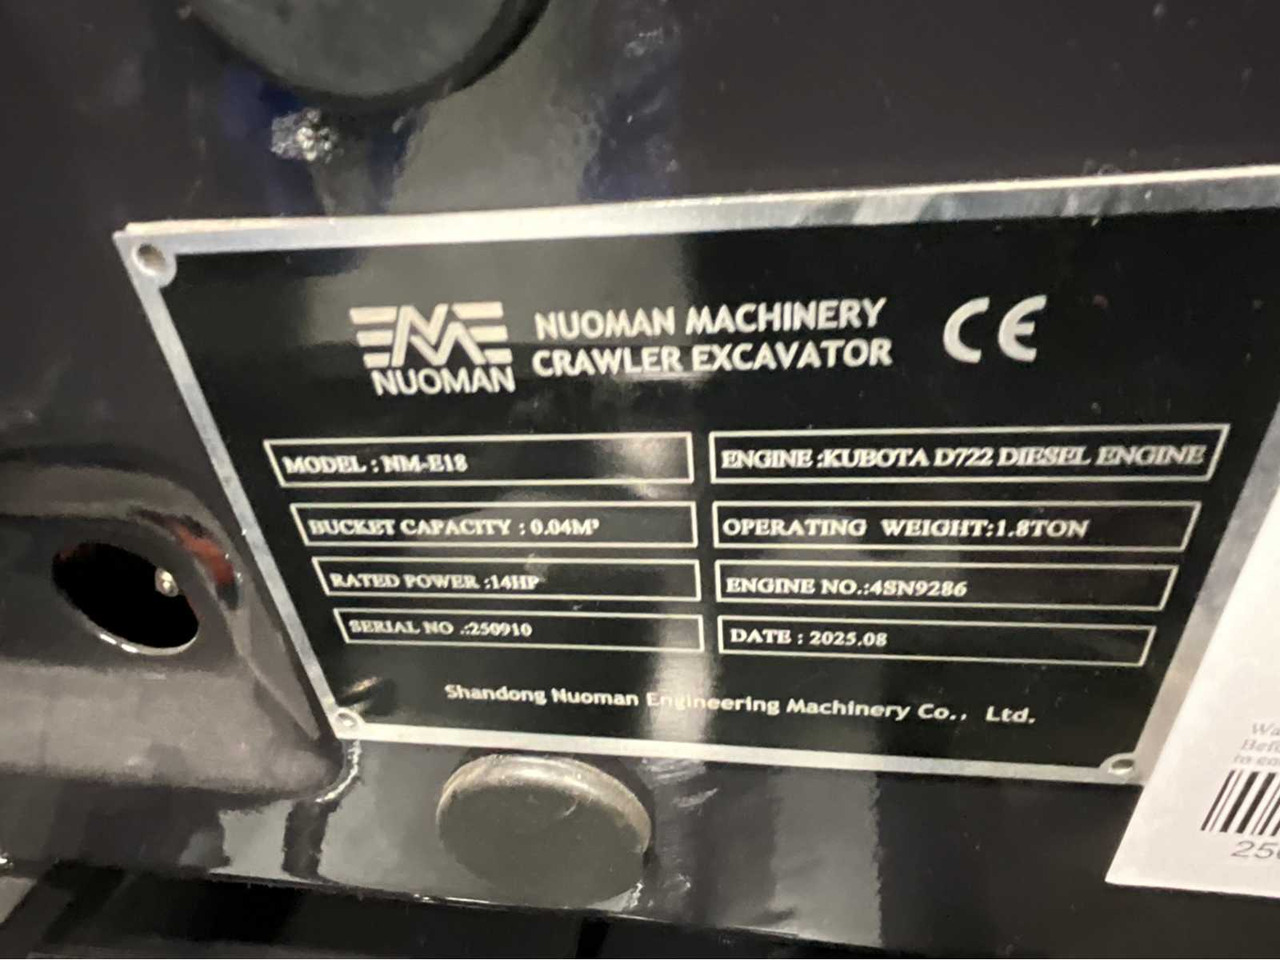 NUOMAN
NUOMAN MACHINERY
CRAWLER EXCAVATOR
CE
MODEL : NM-E18
ENGINE :KUBOTA D722 DIESEL ENGINE
BUCKET CAPACITY : 0.04M³
OPERATING WEIGHT:1.8TON
RATED POWER :14HP
ENGINE NO.:4SN9286
SERIAL NO .:250910
DATE : 2025.08
Shandong Nuoman Engineering Machinery Co., Ltd.